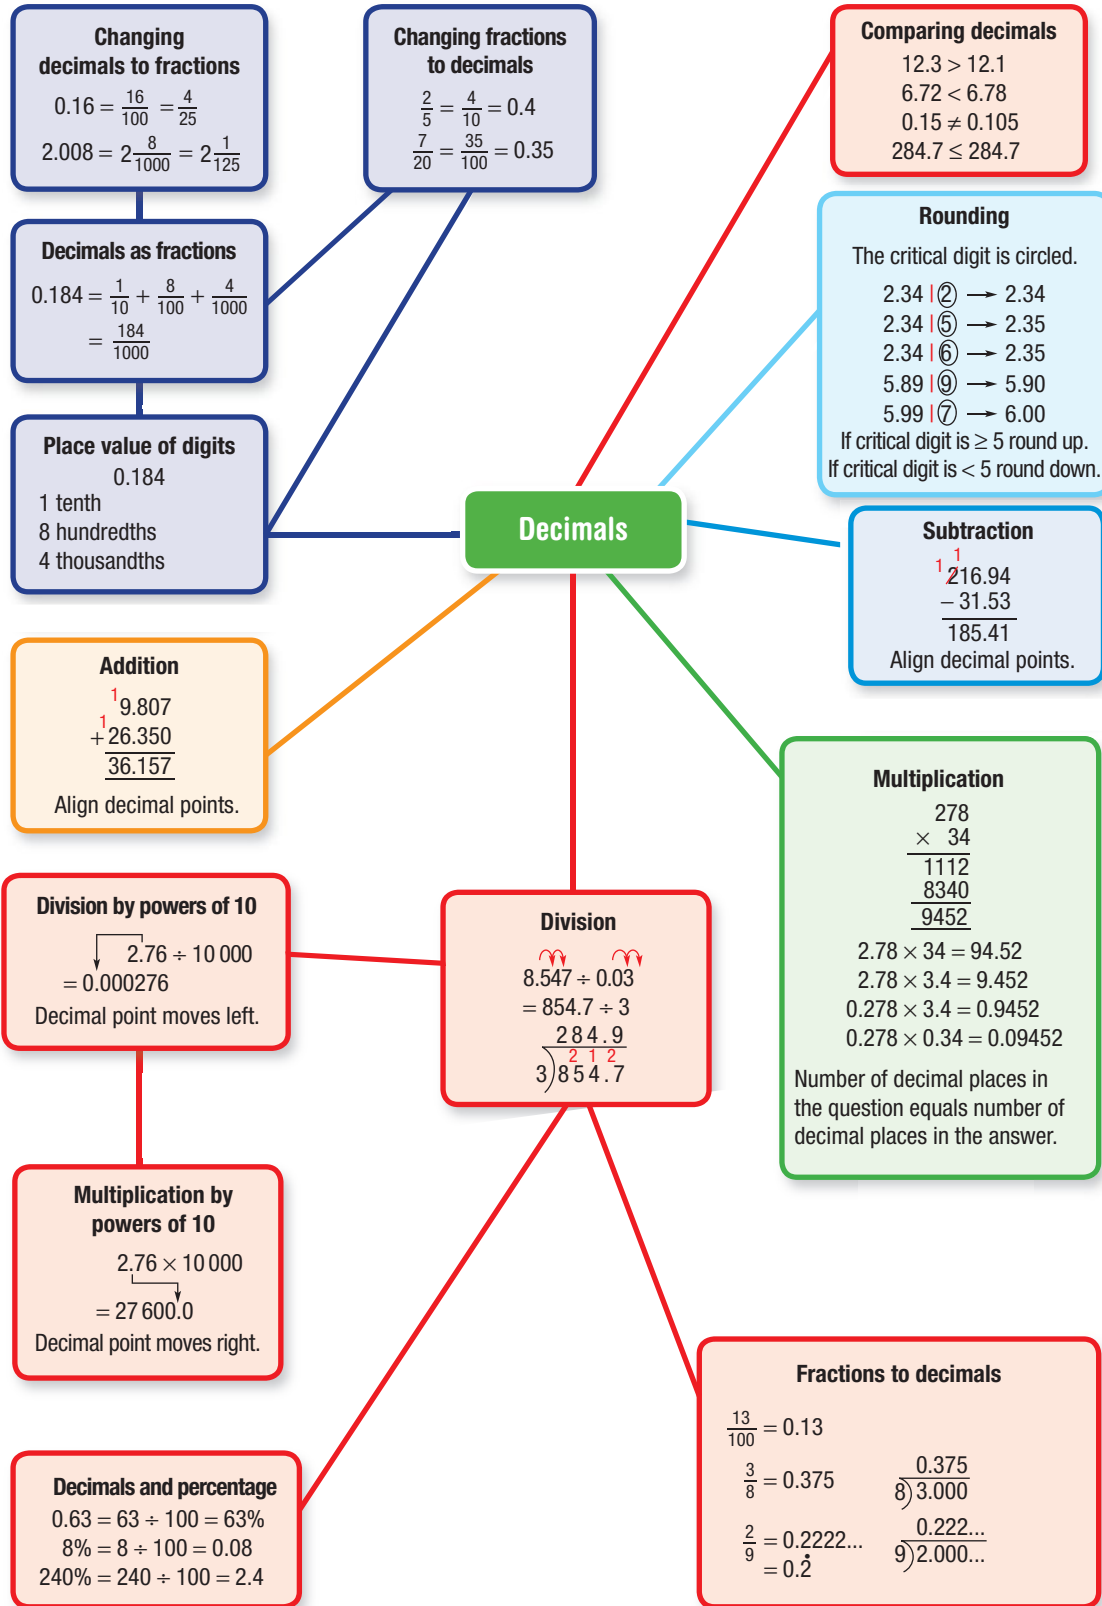 Changing
decimals to fractions
0.16 = 16/100 = 4/25
2.008 = 2 8/1000 = 2 1/125
Changing fractions
to decimals
2/5 = 4/10 = 0.4
7/20 = 35/100 = 0.35
Comparing decimals
12.3 > 12.1
6.72 < 6.78
0.15 ≠ 0.105
284.7 ≤ 284.7
Decimals as fractions
0.184 = 1/10 + 8/100 + 4/1000
= 184/1000
Rounding
The critical digit is circled.
2.34 | ② → 2.34
2.34 | ⑤ → 2.35
2.34 | ⑥ → 2.35
5.89 | ⑨ → 5.90
5.99 | ⑦ → 6.00
If critical digit is ≥ 5 round up.
If critical digit is < 5 round down.
Place value of digits
0.184
1 tenth
8 hundredths
4 thousandths
Decimals
Subtraction
1 1
216.94
− 31.53
185.41
Align decimal points.
Addition
1
9.807
1
+ 26.350
36.157
Align decimal points.
Multiplication
278
× 34
1112
8340
9452
2.78 × 34 = 94.52
2.78 × 3.4 = 9.452
0.278 × 3.4 = 0.9452
0.278 × 0.34 = 0.09452
Number of decimal places in
the question equals number of
decimal places in the answer.
Division by powers of 10
2.76 ÷ 10 000
= 0.000276
Decimal point moves left.
Division
8.547 ÷ 0.03
= 854.7 ÷ 3
2 8 4 . 9
2 1 2
3)8 5 4 . 7
Multiplication by
powers of 10
2.76 × 10 000
= 27 600.0
Decimal point moves right.
Fractions to decimals
13/100 = 0.13
3/8 = 0.375
0.375
8)3.000
2/9 = 0.2222...
= 0.2̇
0.222...
9)2.000...
Decimals and percentage
0.63 = 63 ÷ 100 = 63%
8% = 8 ÷ 100 = 0.08
240% = 240 ÷ 100 = 2.4